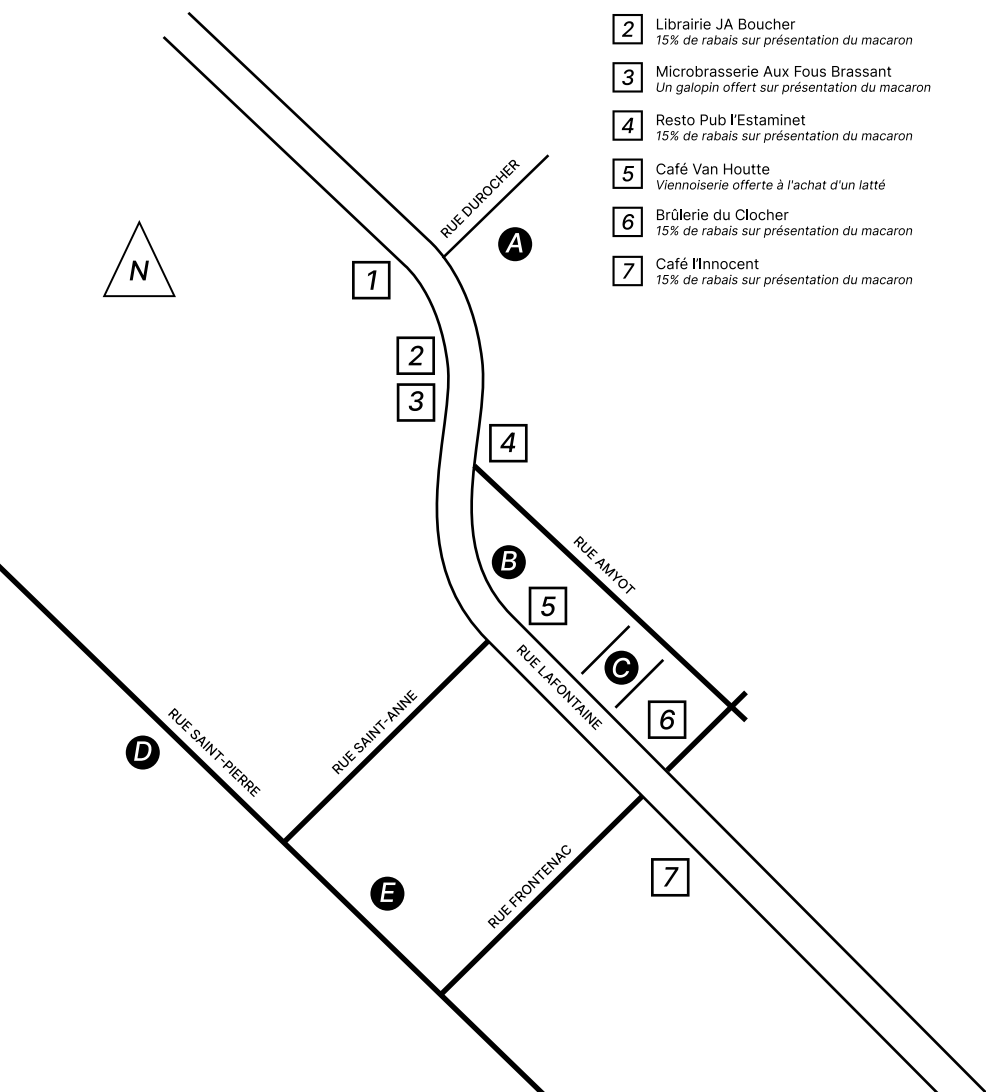 2 Librairie JA Boucher
15% de rabais sur présentation du macaron
3 Microbrasserie Aux Fous Brassant
Un galopin offert sur présentation du macaron
4 Resto Pub l'Estaminet
15% de rabais sur présentation du macaron
5 Café Van Houtte
Viennoiserie offerte à l'achat d'un latté
6 Brûlerie du Clocher
15% de rabais sur présentation du macaron
7 Café l'Innocent
15% de rabais sur présentation du macaron
RUE DUROCHER
A
N
1
2
3
4
RUE AMYOT
B
5
C
RUE LAFONTAINE
6
RUE SAINT-ANNE
RUE SAINT-PIERRE
D
E
RUE FRONTENAC
7